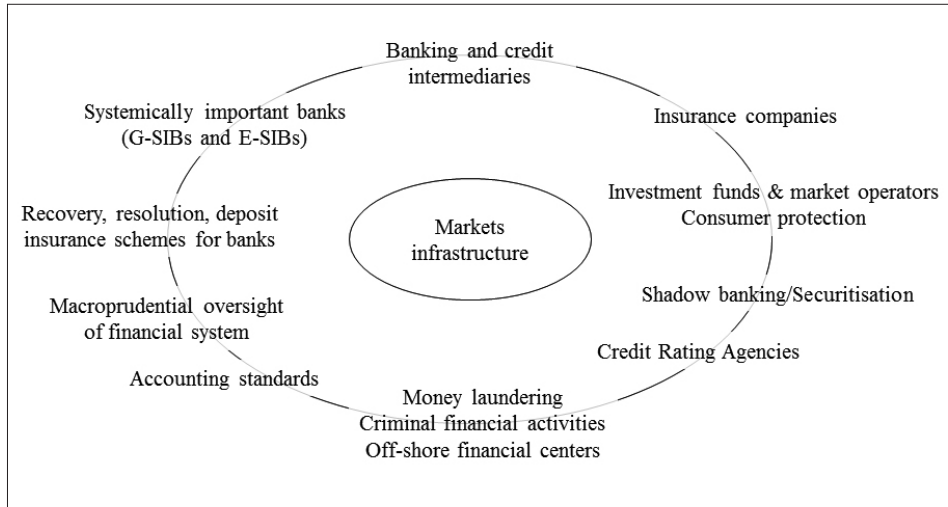 Banking and credit
intermediaries
Systemically important banks
(G-SIBs and E-SIBs)
Insurance companies
Recovery, resolution, deposit
insurance schemes for banks
Markets
infrastructure
Investment funds & market operators
Consumer protection
Macroprudential oversight
of financial system
Shadow banking/Securitisation
Accounting standards
Credit Rating Agencies
Money laundering
Criminal financial activities
Off-shore financial centers